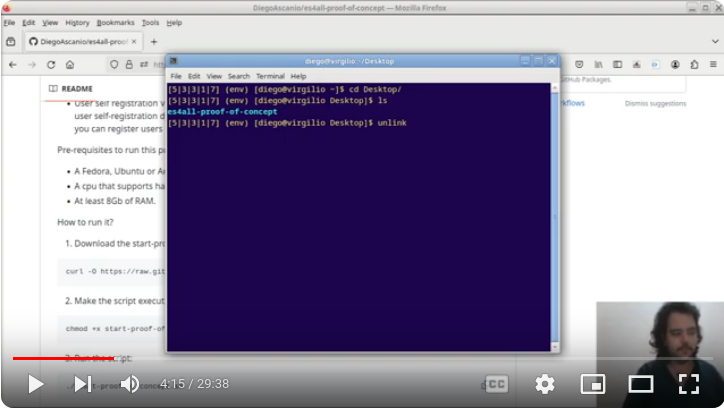 DiegoAscanio/es4all-proof-of-concept — Mozilla Firefox
File Edit View History Bookmarks Tools Help
DiegoAscanio/es4all-proof
diego@virgilio:~/Desktop
File Edit View Search Terminal Help
[5|3|3|1|7] (env) [diego@virgilio ~]$ cd Desktop/
[5|3|3|1|7] (env) [diego@virgilio Desktop]$ ls
es4all-proof-of-concept
[5|3|3|1|7] (env) [diego@virgilio Desktop]$ unlink
README
User self registration
user self-registration d
you can register users
Pre-requisites to run this
A Fedora, Ubuntu or Ar
A cpu that supports ha
At least 8Gb of RAM.
How to run it?
1. Download the start-pro
curl -O https://raw.git
2. Make the script execut
chmod +x start-proof-of
3. Run the script:
GitHub Packages.
Dismiss suggestions
4:15 / 29:38
CC